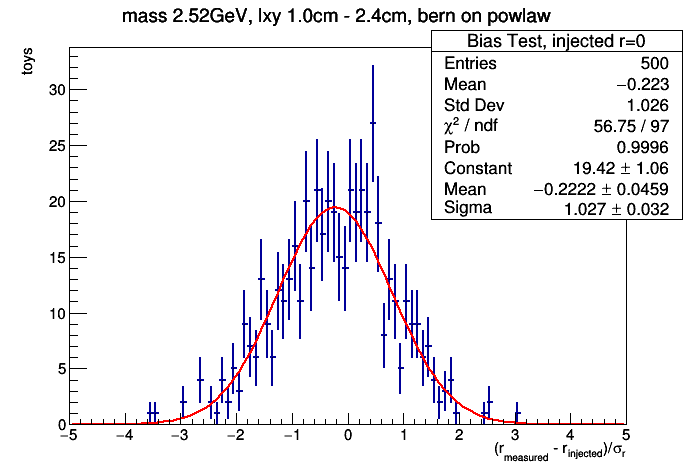 mass 2.52GeV, lxy 1.0cm - 2.4cm, bern on powlaw
Bias Test, injected r=0
Entries 500
Mean −0.223
Std Dev 1.026
χ² / ndf 56.75 / 97
Prob 0.9996
Constant 19.42 ± 1.06
Mean −0.2222 ± 0.0459
Sigma 1.027 ± 0.032
toys
30
25
20
15
10
5
0
−5 −4 −3 −2 −1 0 1 2 3 4 5
(r_measured - r_injected)/σ_r